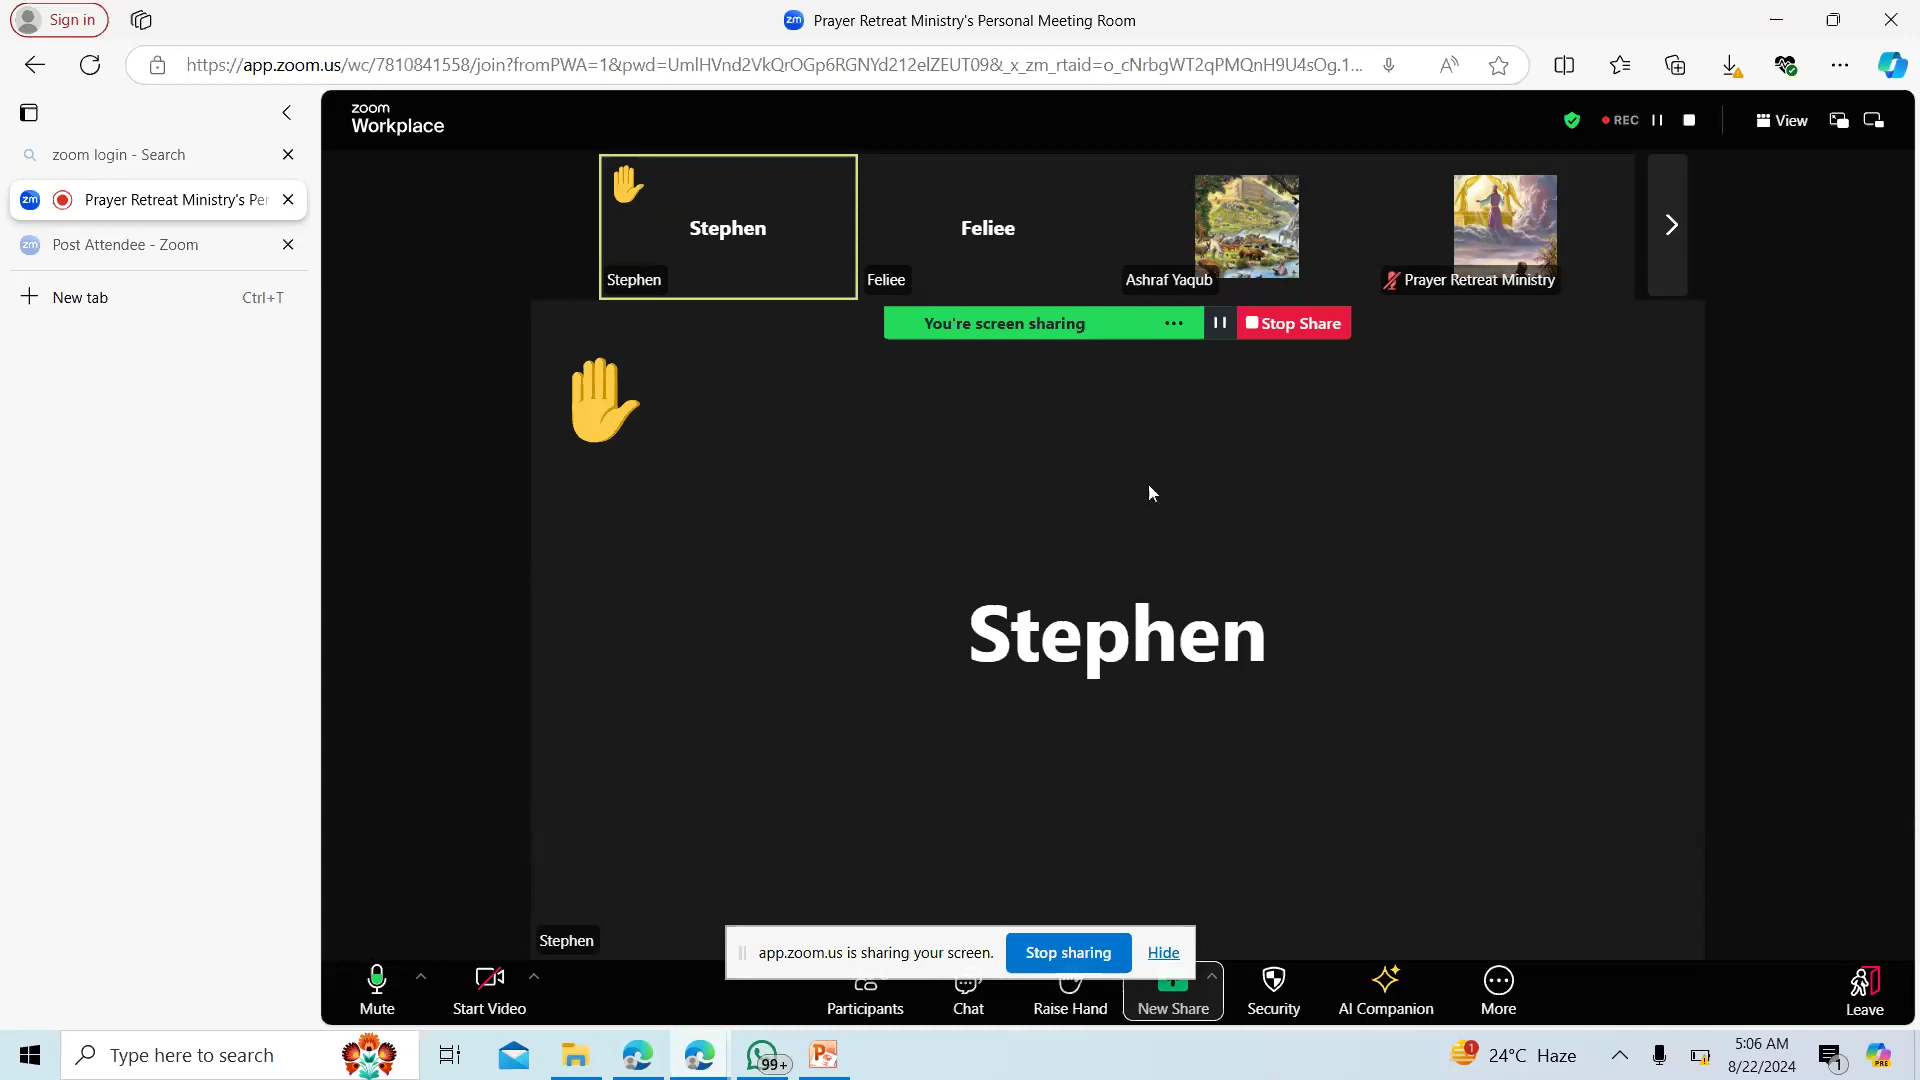 Sign in
Prayer Retreat Ministry's Personal Meeting Room
https://app.zoom.us/wc/7810841558/join?fromPWA=1&pwd=UmlHVnd2VkQrOGp6RGNYd212elZEUT09&_x_zm_rtaid=o_cNrbgWT2qPMQnH9U4sOg.1...
zoom
Workplace
REC
View
zoom login - Search
zm
Prayer Retreat Ministry's Per
zm
Post Attendee - Zoom
New tab
Ctrl+T
Stephen
Stephen
Feliee
Feliee
Ashraf Yaqub
Prayer Retreat Ministry
You're screen sharing
Stop Share
Stephen
Stephen
app.zoom.us is sharing your screen.
Stop sharing
Hide
Mute
Start Video
Participants
Chat
Raise Hand
New Share
Security
AI Companion
More
Leave
Type here to search
99+
24°C Haze
5:06 AM
8/22/2024
1
PRE